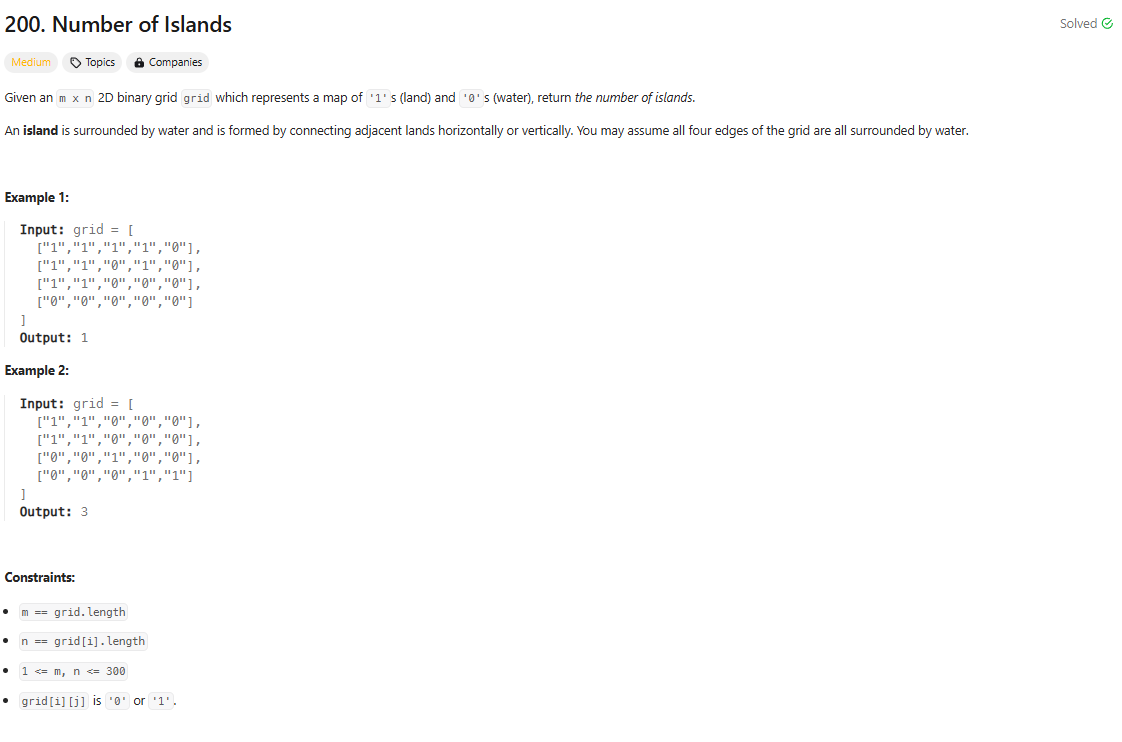 200. Number of Islands
Solved
Medium Topics Companies
Given an m x n 2D binary grid grid which represents a map of '1's (land) and '0's (water), return the number of islands.
An island is surrounded by water and is formed by connecting adjacent lands horizontally or vertically. You may assume all four edges of the grid are all surrounded by water.
Example 1:
Input: grid = [
["1","1","1","1","0"],
["1","1","0","1","0"],
["1","1","0","0","0"],
["0","0","0","0","0"]
]
Output: 1
Example 2:
Input: grid = [
["1","1","0","0","0"],
["1","1","0","0","0"],
["0","0","1","0","0"],
["0","0","0","1","1"]
]
Output: 3
Constraints:
m == grid.length
n == grid[i].length
1 <= m, n <= 300
grid[i][j] is '0' or '1'.